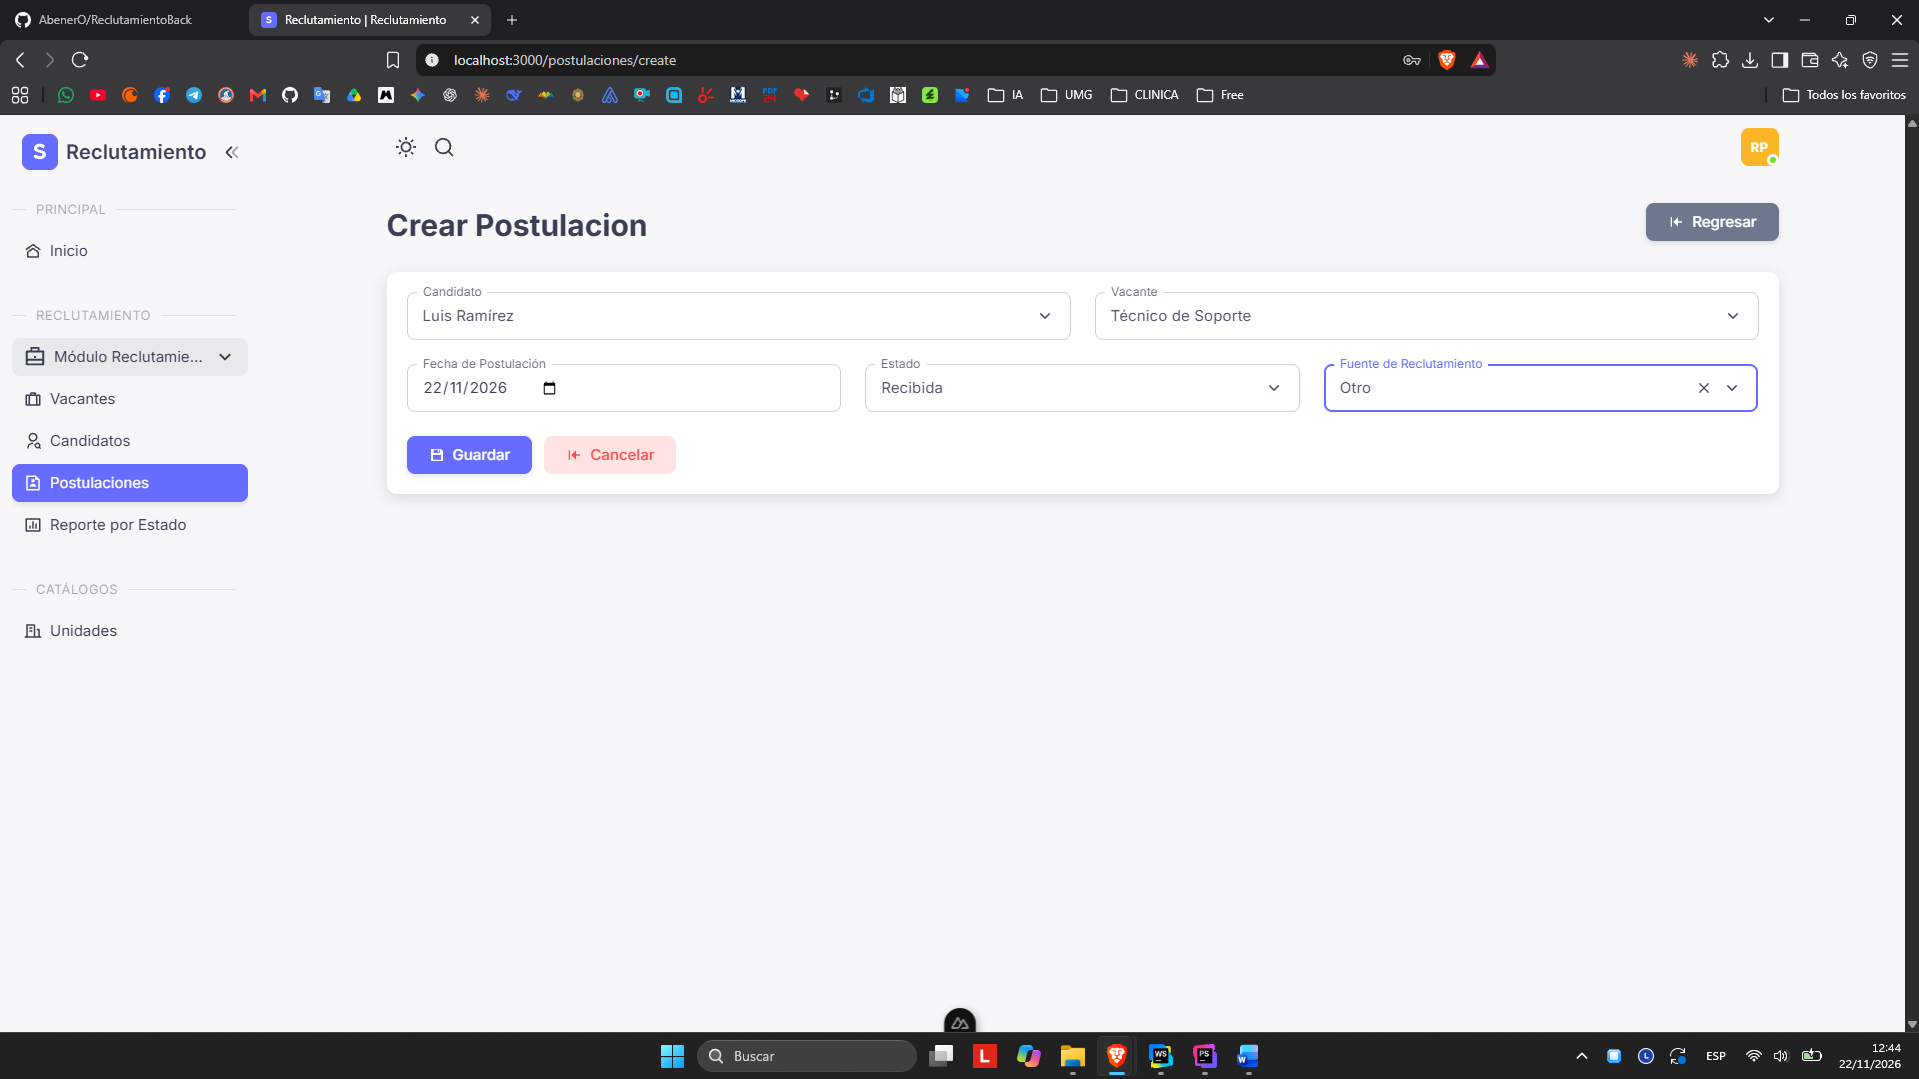 AbenerO/ReclutamientoBack
S Reclutamiento | Reclutamiento
localhost:3000/postulaciones/create
IA
UMG
CLINICA
Free
Todos los favoritos
S Reclutamiento
RP
PRINCIPAL
Inicio
RECLUTAMIENTO
Módulo Reclutamie...
Vacantes
Candidatos
Postulaciones
Reporte por Estado
CATÁLOGOS
Unidades
Crear Postulacion
Regresar
Candidato
Luis Ramírez
Vacante
Técnico de Soporte
Fecha de Postulación
22/11/2026
Estado
Recibida
Fuente de Reclutamiento
Otro
Guardar
Cancelar
Buscar
L
WS
PS
W
L
ESP
12:44
22/11/2026